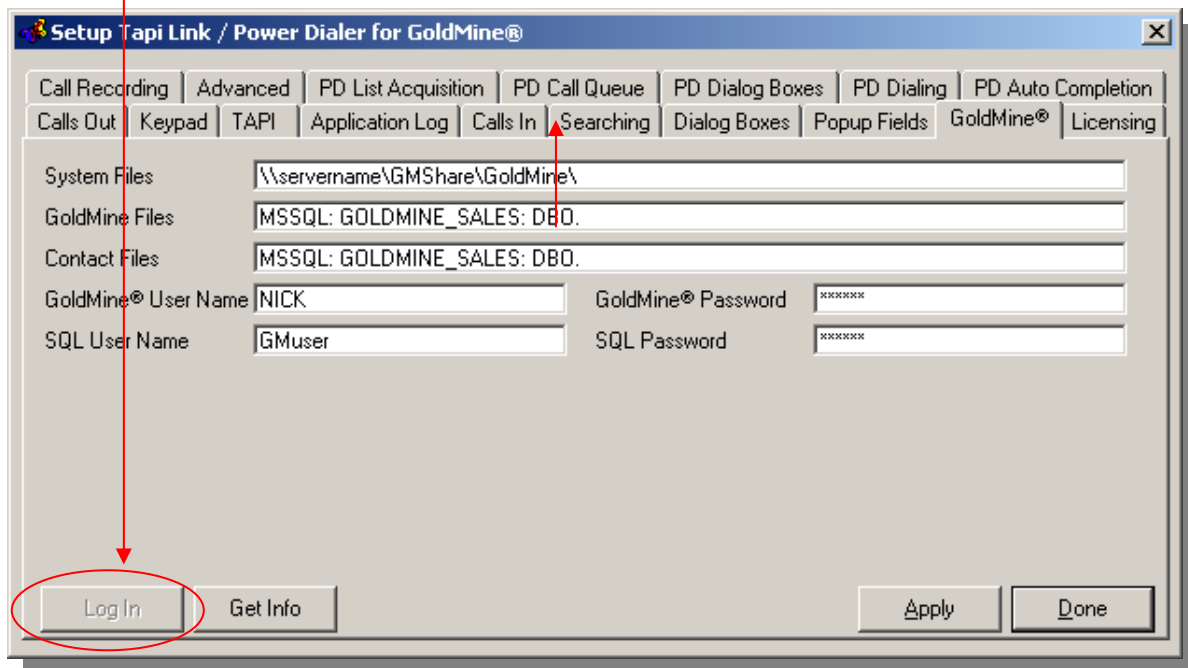 Setup Tapi Link / Power Dialer for GoldMine®
Call Recording Advanced PD List Acquisition PD Call Queue PD Dialog Boxes PD Dialing PD Auto Completion
Calls Out Keypad TAPI Application Log Calls In Searching Dialog Boxes Popup Fields GoldMine® Licensing
System Files \\servername\GMShare\GoldMine\
GoldMine Files MSSQL: GOLDMINE_SALES: DBO.
Contact Files MSSQL: GOLDMINE_SALES: DBO.
GoldMine® User Name NICK GoldMine® Password ******
SQL User Name GMuser SQL Password ******
Log In Get Info Apply Done